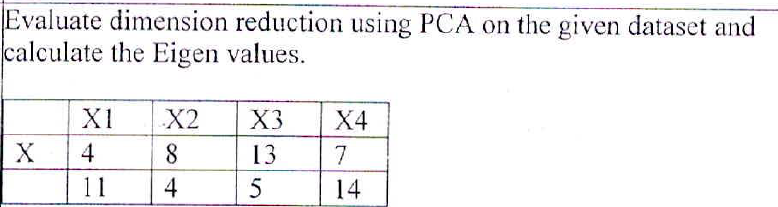 Evaluate dimension reduction using PCA on the given dataset and
calculate the Eigen values.
X1 X2 X3 X4
X 4 8 13 7
11 4 5 14